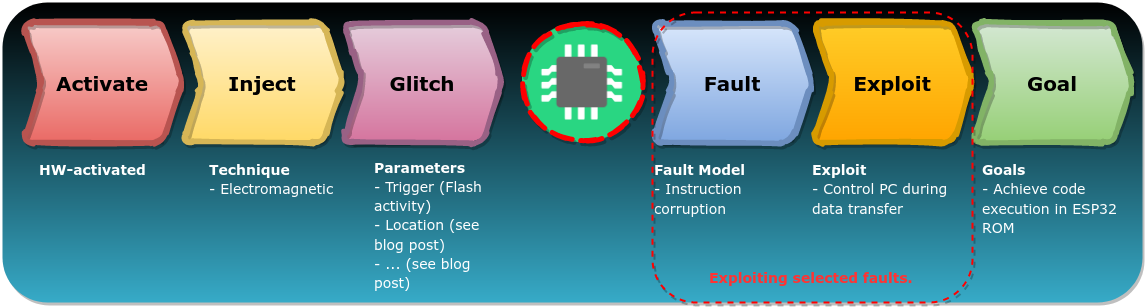 Activate
Inject
Glitch
Fault
Exploit
Goal
HW-activated
Technique
- Electromagnetic
Parameters
- Trigger (Flash
activity)
- Location (see
blog post)
- ... (see blog
post)
Fault Model
- Instruction
corruption
Exploit
- Control PC during
data transfer
Goals
- Achieve code
execution in ESP32
ROM
Exploiting selected faults.